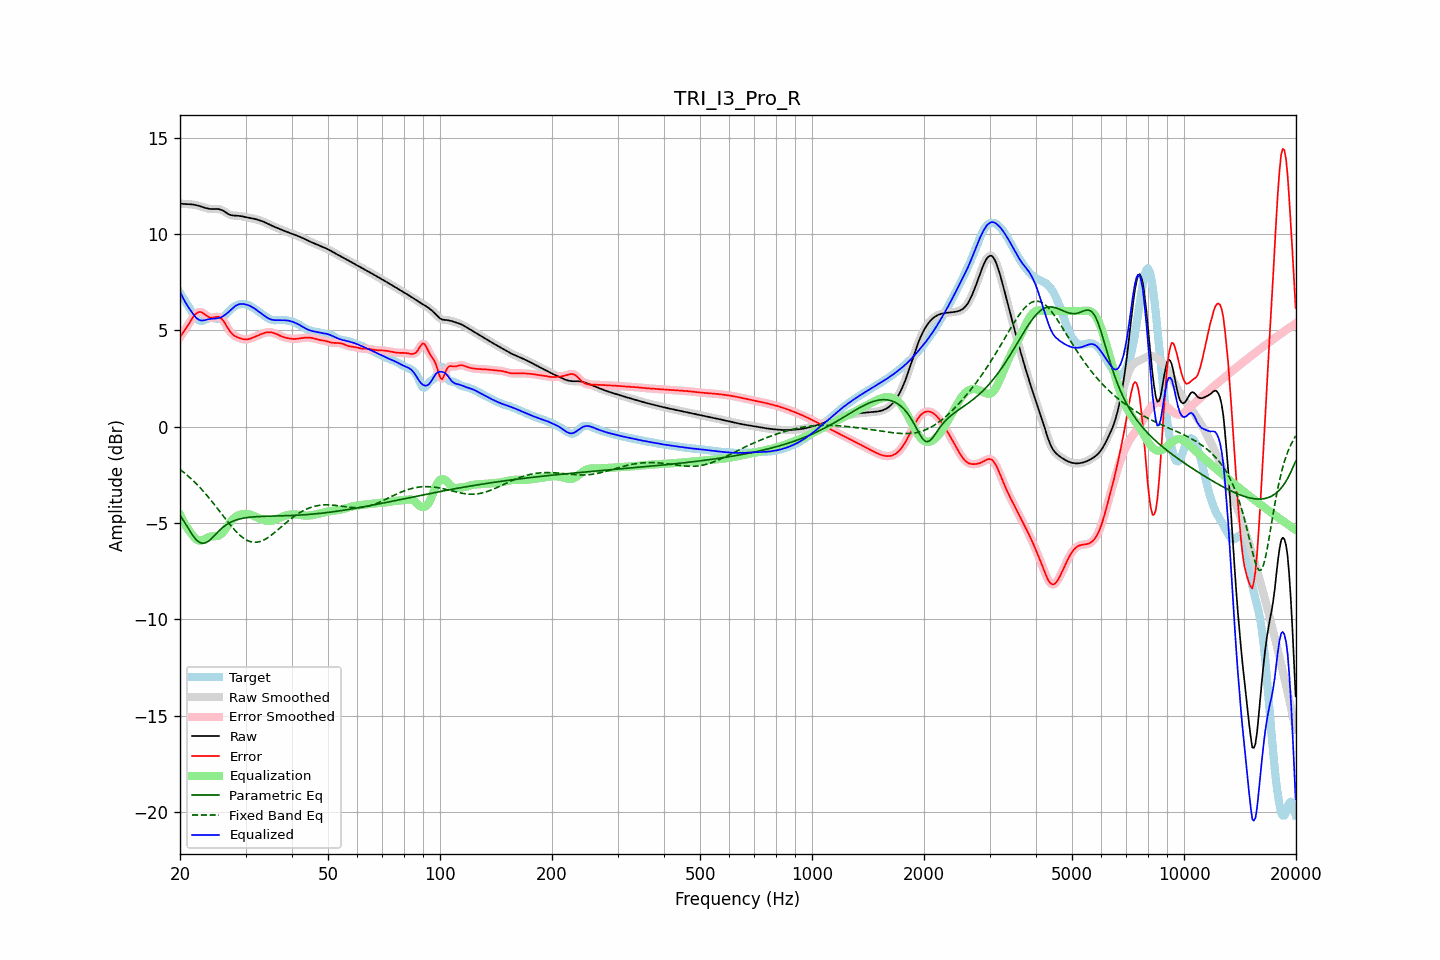 TRI_I3_Pro_R
Amplitude (dBr)
15
10
5
0
−5
−10
−15
−20
Target
Raw Smoothed
Error Smoothed
Raw
Error
Equalization
Parametric Eq
Fixed Band Eq
Equalized
20 50 100 200 500 1000 2000 5000 10000 20000
Frequency (Hz)